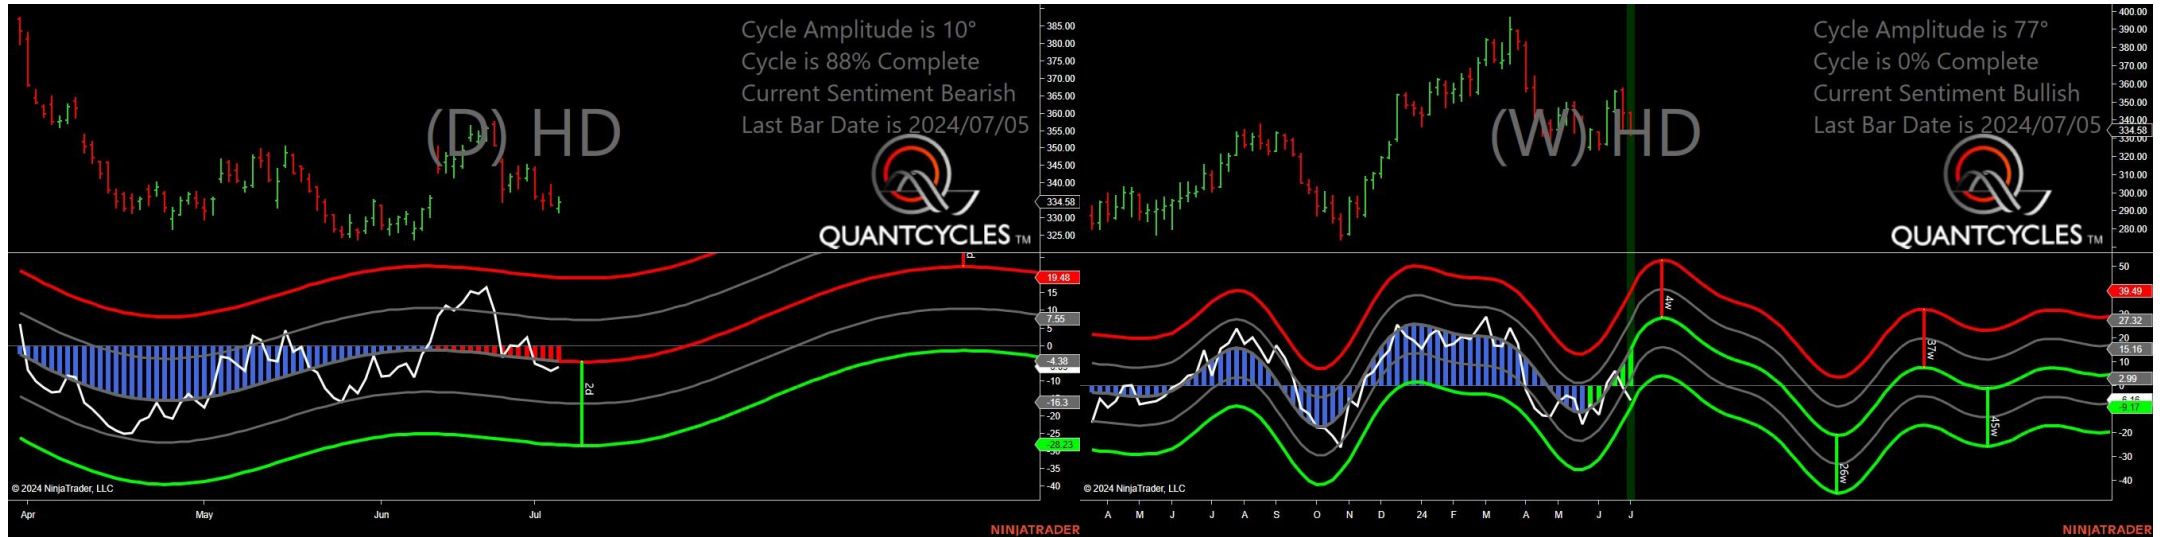 Cycle Amplitude is 10°
Cycle is 88% Complete
Current Sentiment Bearish
Last Bar Date is 2024/07/05
(D) HD
QUANTCYCLES TM
385.00
380.00
375.00
370.00
365.00
360.00
355.00
350.00
345.00
340.00
334.58
330.00
325.00
19.48
15
10
7.55
5
0
-4.38
-10
-16.3
-20
-25
-28.23
-30
-35
-40
2d
© 2024 NinjaTrader, LLC
Apr May Jun Jul
NINJATRADER
Cycle Amplitude is 77°
Cycle is 0% Complete
Current Sentiment Bullish
Last Bar Date is 2024/07/05
(W) HD
QUANTCYCLES TM
400.00
390.00
380.00
370.00
360.00
350.00
340.00
334.58
330.00
320.00
310.00
300.00
290.00
280.00
50
39.49
27.32
20
15.16
10
2.99
-9.17
-20
-30
-40
4w
26w
37w
45w
© 2024 NinjaTrader, LLC
A M J J A S O N D 24 F M A M J J
NINJATRADER